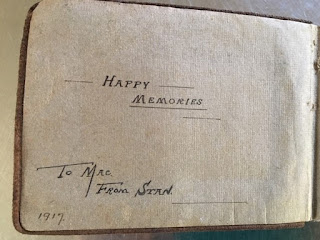 HAPPY
MEMORIES
TO MAC
FROM STAN.
1917